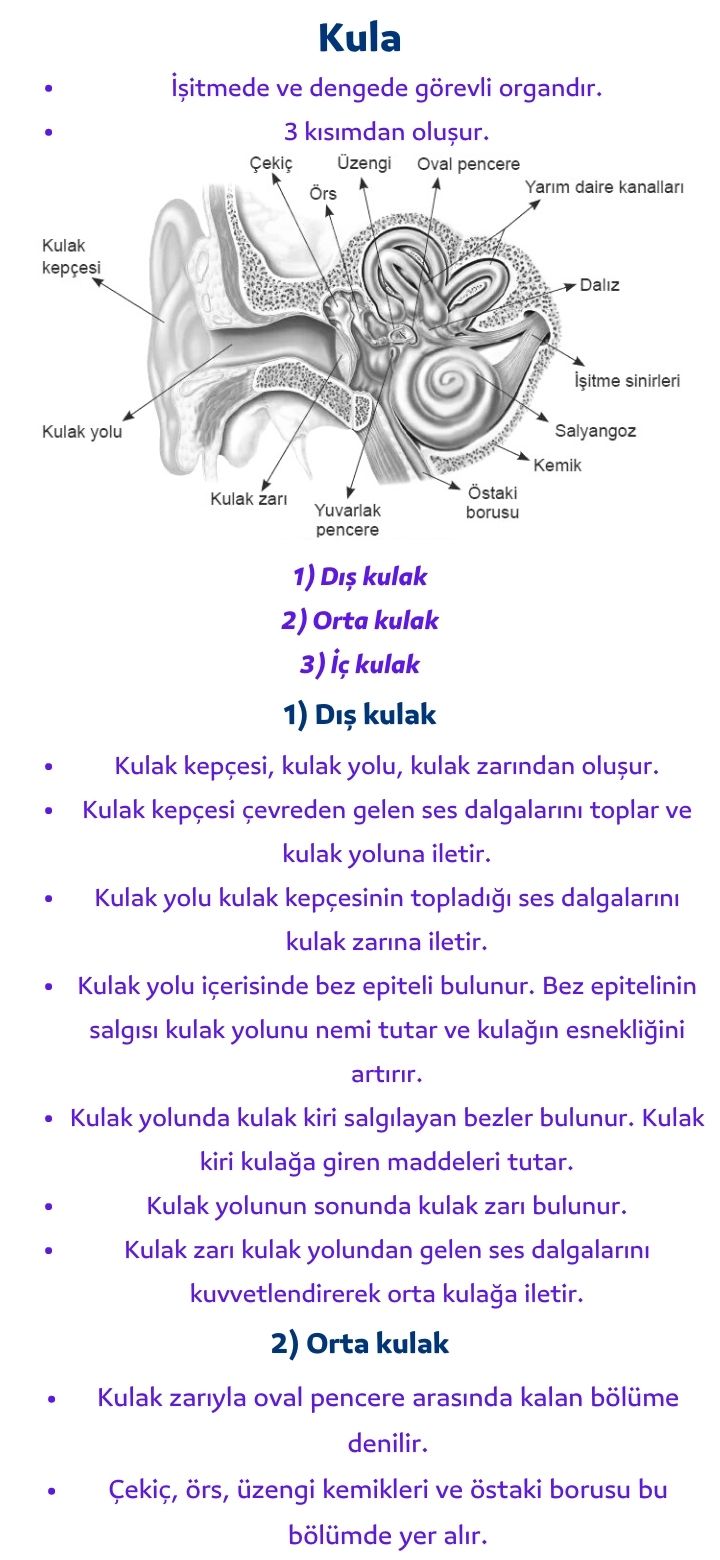 Kula
• İşitmede ve dengede görevli organdır.
• 3 kısımdan oluşur.
Çekiç
Üzengi
Oval pencere
Örs
Yarım daire kanalları
Kulak
kepçesi
Dalız
İşitme sinirleri
Kulak yolu
Salyangoz
Kemik
Kulak zarı
Yuvarlak
pencere
Östaki
borusu
1) Dış kulak
2) Orta kulak
3) İç kulak
1) Dış kulak
• Kulak kepçesi, kulak yolu, kulak zarından oluşur.
• Kulak kepçesi çevreden gelen ses dalgalarını toplar ve
kulak yoluna iletir.
• Kulak yolu kulak kepçesinin topladığı ses dalgalarını
kulak zarına iletir.
• Kulak yolu içerisinde bez epiteli bulunur. Bez epitelinin
salgısı kulak yolunu nemi tutar ve kulağın esnekliğini
artırır.
• Kulak yolunda kulak kiri salgılayan bezler bulunur. Kulak
kiri kulağa giren maddeleri tutar.
• Kulak yolunun sonunda kulak zarı bulunur.
• Kulak zarı kulak yolundan gelen ses dalgalarını
kuvvetlendirerek orta kulağa iletir.
2) Orta kulak
• Kulak zarıyla oval pencere arasında kalan bölüme
denilir.
• Çekiç, örs, üzengi kemikleri ve östaki borusu bu
bölümde yer alır.